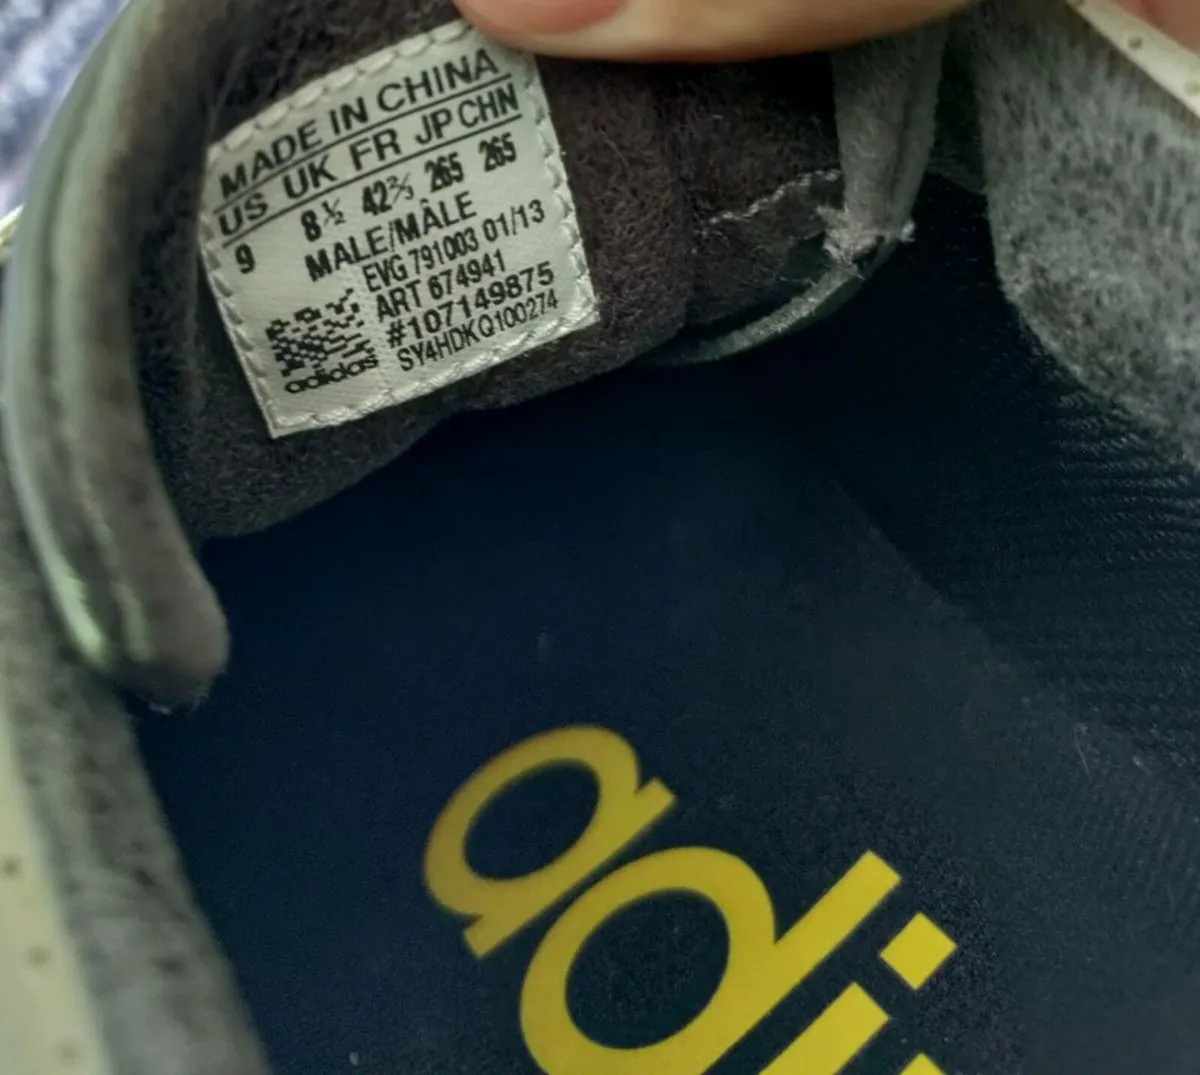 MADE IN CHINA
US UK FR JP CHN
9 8½ 42⅔ 265 265
MALE/MÂLE
EVG 791003 01/13
ART 674941
#107149875
SY4HDKQ100274
adidas
adi